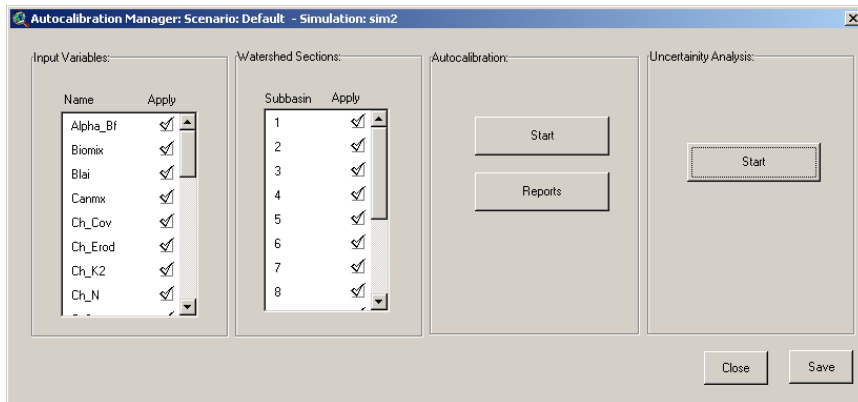 Autocalibration Manager: Scenario: Default - Simulation: sim2
Input Variables:
Name Apply
Alpha_Bf
Biomix
Blai
Canmx
Ch_Cov
Ch_Erod
Ch_K2
Ch_N
Watershed Sections:
Subbasin Apply
1
2
3
4
5
6
7
8
Autocalibration:
Start
Reports
Uncertainity Analysis:
Start
Close Save